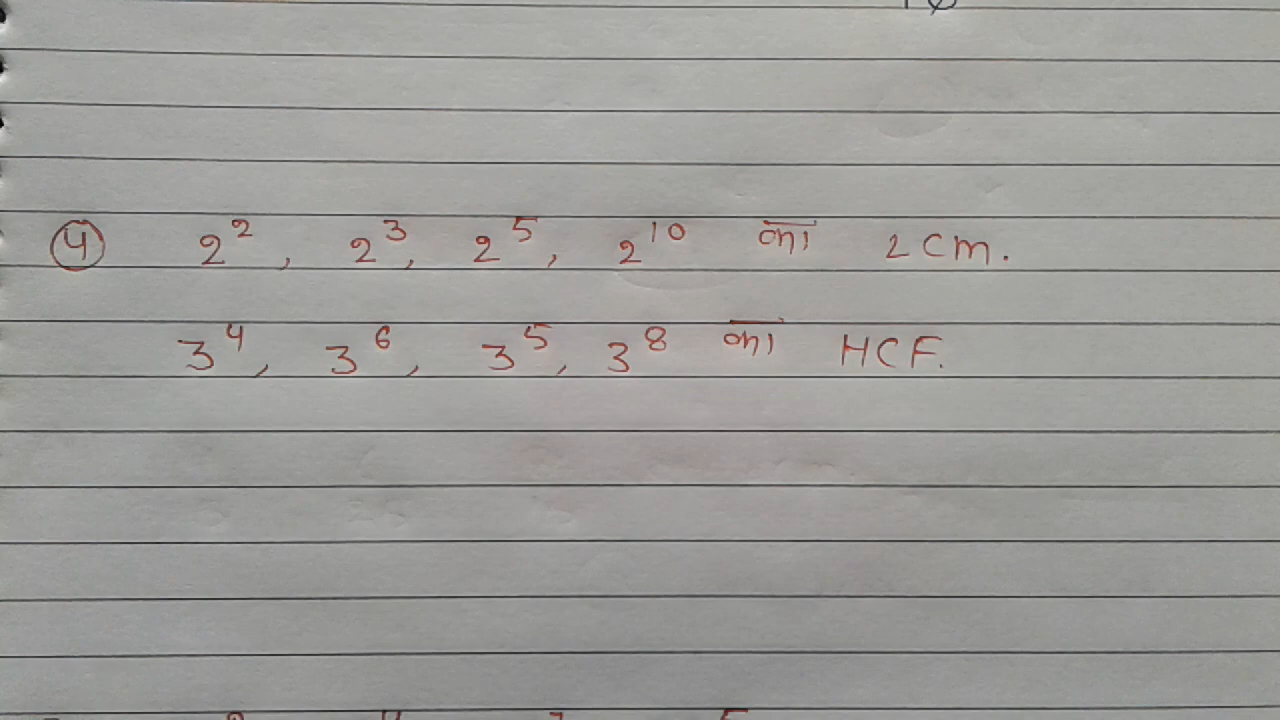 ④ 2², 2³, 2⁵, 2¹⁰ का LCm.
3⁴, 3⁶, 3⁵, 3⁸ का HCF.